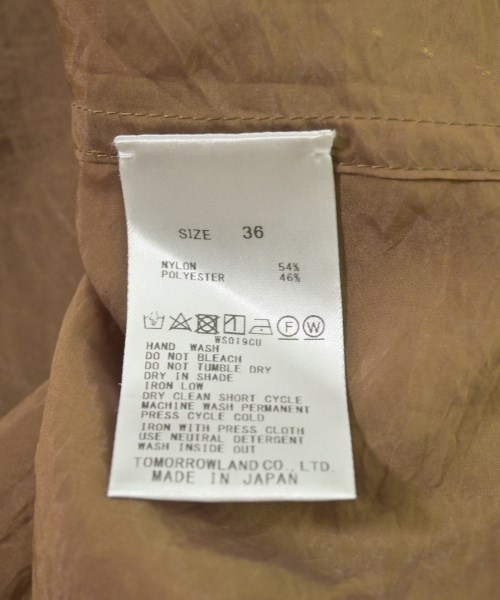 SIZE 36
NYLON 54%
POLYESTER 46%
F W
WS019CU
HAND WASH
DO NOT BLEACH
DO NOT TUMBLE DRY
DRY IN SHADE
IRON LOW
DRY CLEAN SHORT CYCLE
MACHINE WASH PERMANENT
PRESS CYCLE COLD
IRON WITH PRESS CLOTH
USE NEUTRAL DETERGENT
WASH INSIDE OUT
TOMORROWLAND CO., LTD.
MADE IN JAPAN